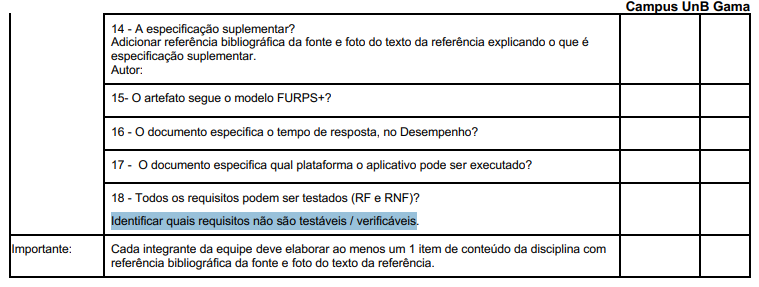 Campus UnB Gama
14 - A especificação suplementar?
Adicionar referência bibliográfica da fonte e foto do texto da referência explicando o que é
especificação suplementar.
Autor:
15- O artefato segue o modelo FURPS+?
16 - O documento especifica o tempo de resposta, no Desempenho?
17 - O documento especifica qual plataforma o aplicativo pode ser executado?
18 - Todos os requisitos podem ser testados (RF e RNF)?
Identificar quais requisitos não são testáveis / verificáveis.
Importante:
Cada integrante da equipe deve elaborar ao menos um 1 item de conteúdo da disciplina com
referência bibliográfica da fonte e foto do texto da referência.